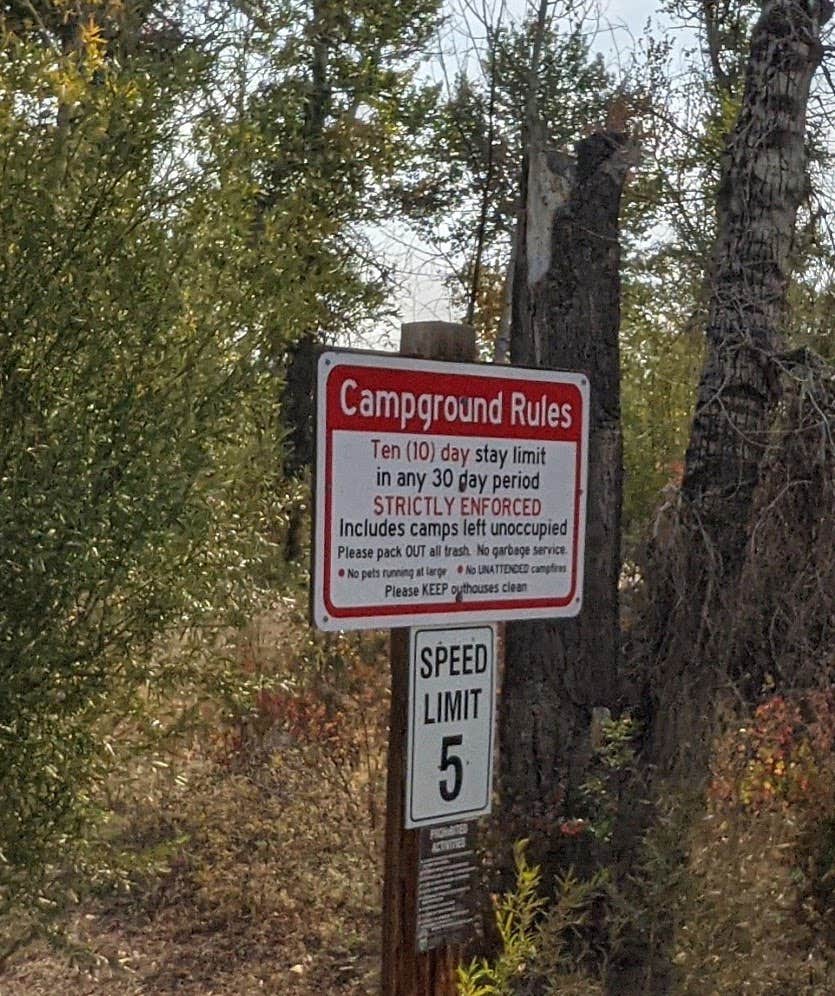 Campground Rules
Ten (10) day stay limit
in any 30 day period
STRICTLY ENFORCED
Includes camps left unoccupied
Please pack OUT all trash. No garbage service.
• No pets running at large • No UNATTENDED campfires
Please KEEP outhouses clean
SPEED
LIMIT
5
PROHIBITED
ACTIVITIES